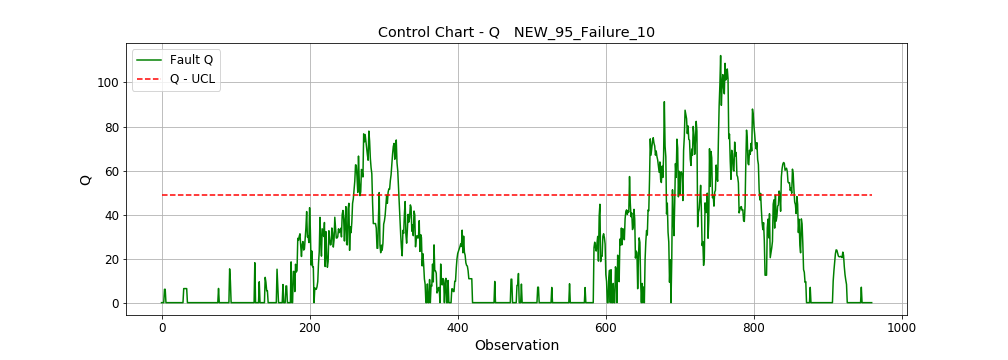 Control Chart - Q   NEW_95_Failure_10
Fault Q
Q - UCL
Q
100
80
60
40
20
0
0 200 400 600 800 1000
Observation